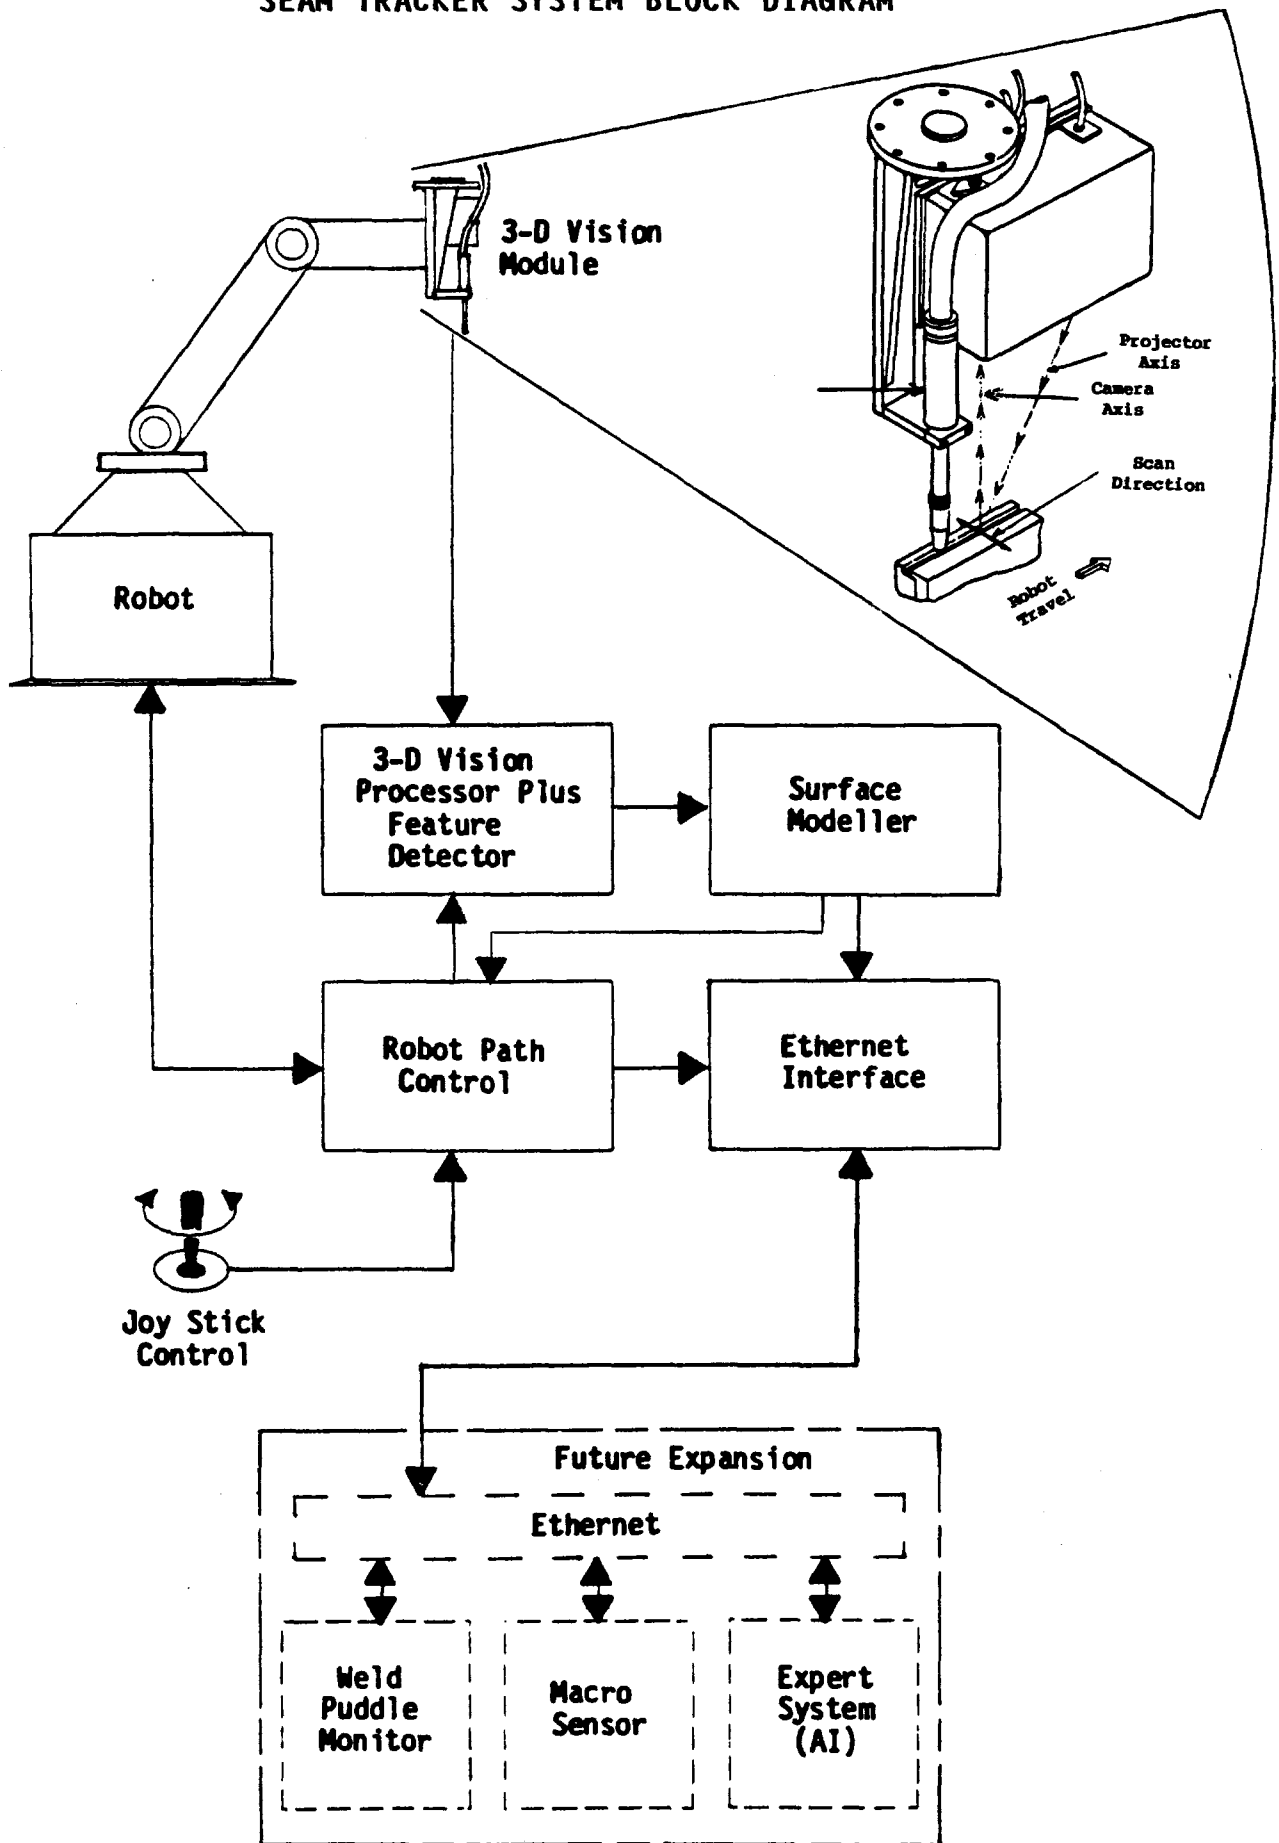 SEAM TRACKER SYSTEM BLOCK DIAGRAM
3-D Vision
Module
Projector
Axis
Camera
Axis
Scan
Direction
Robot
Travel
Robot
3-D Vision
Processor Plus
Feature
Detector
Surface
Modeller
Robot Path
Control
Ethernet
Interface
Joy Stick
Control
Future Expansion
Ethernet
Weld
Puddle
Monitor
Macro
Sensor
Expert
System
(AI)